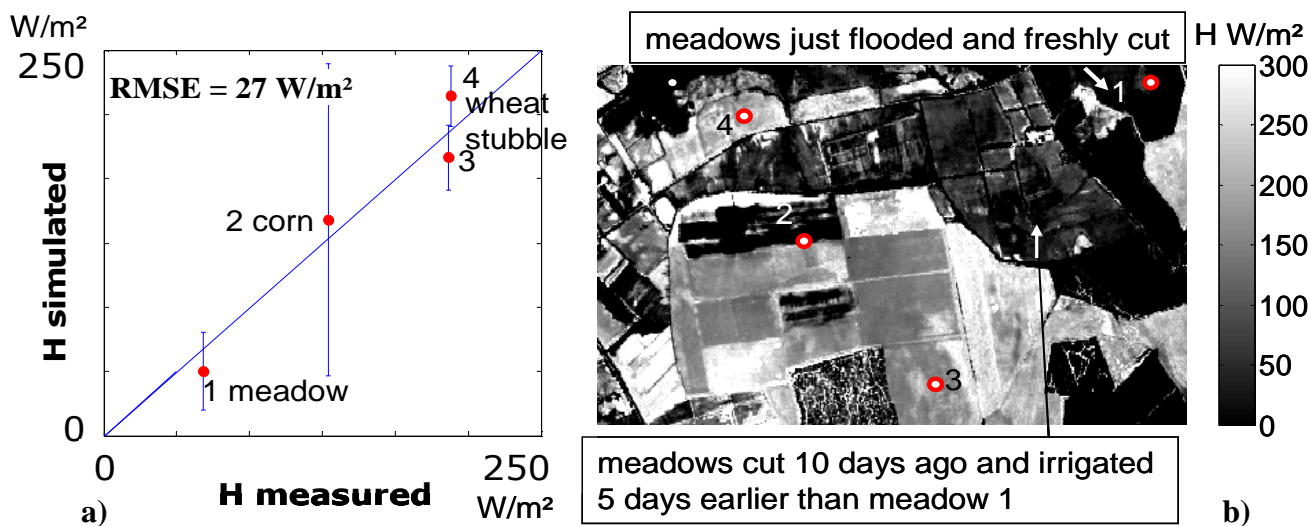 W/m²
250
RMSE = 27 W/m²
4
wheat
stubble
3
2 corn
1 meadow
H simulated
0
0
250
H measured
W/m²
a)
meadows just flooded and freshly cut
H W/m²
300
250
200
150
100
50
0
1
4
2
3
meadows cut 10 days ago and irrigated
5 days earlier than meadow 1
b)